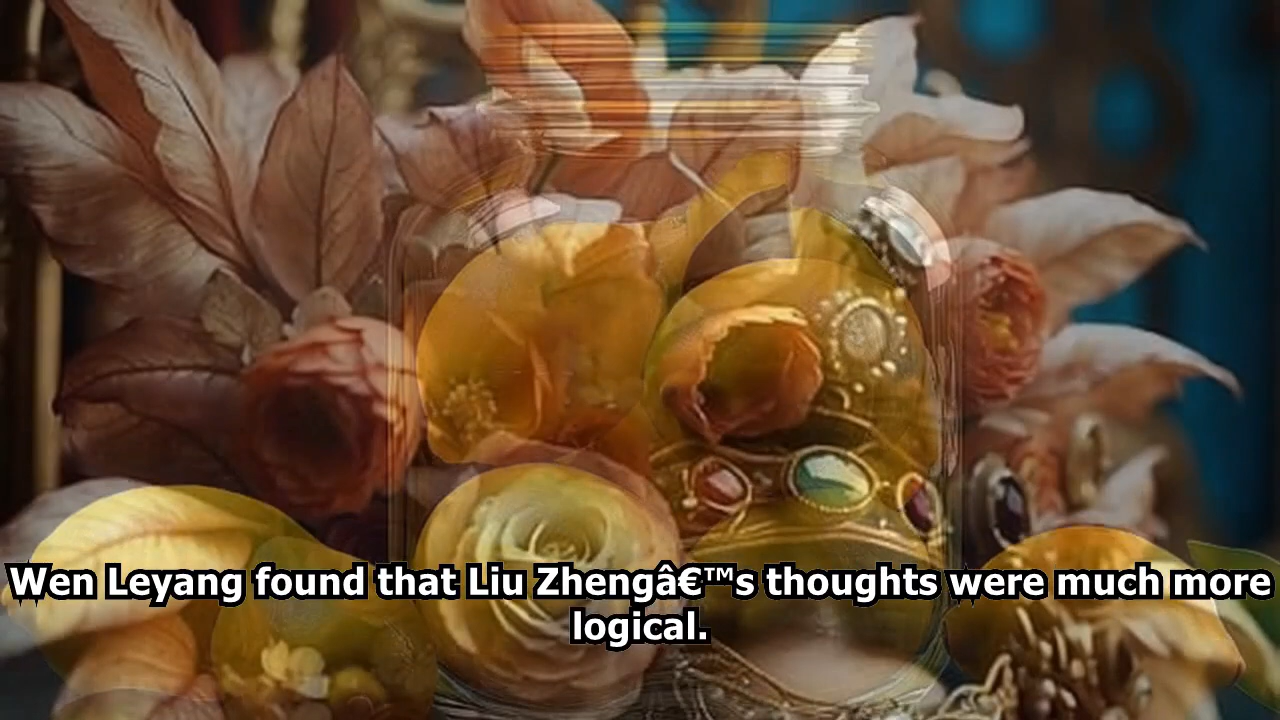 Wen Leyang found that Liu Zhengâ€™s thoughts were much more
logical.